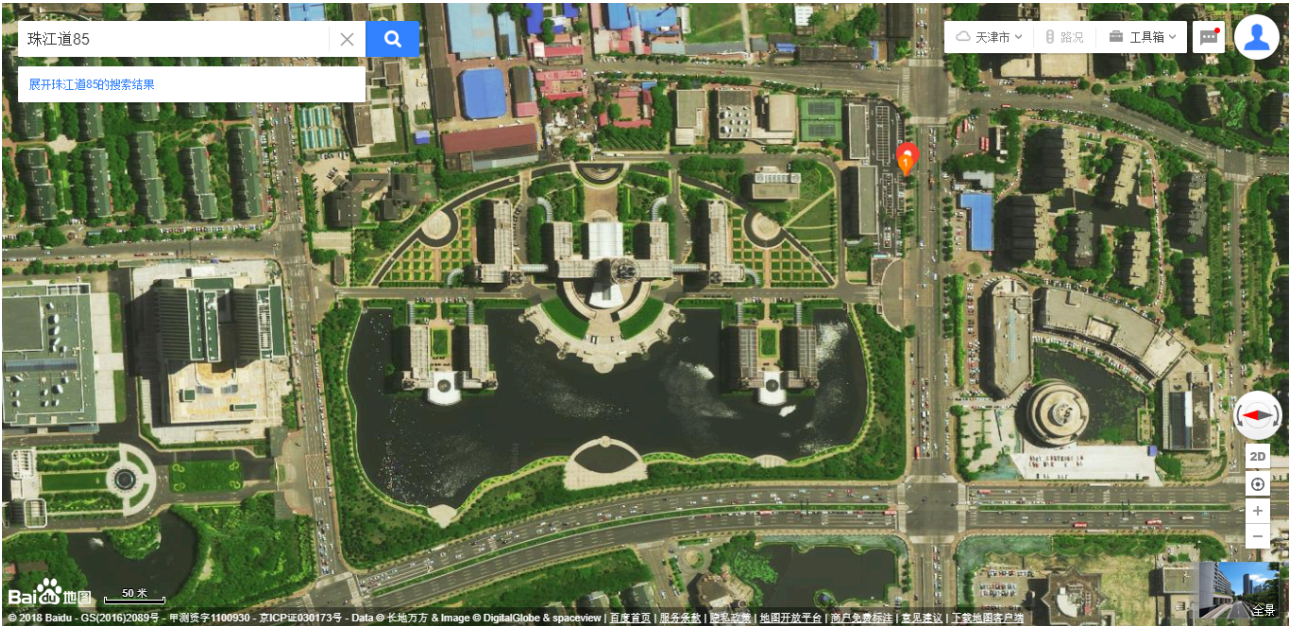 珠江道85
天津市 路况 工具箱
展开珠江道85的搜索结果
1
2D
+
−
Bai du 地图
50 米
全景
© 2018 Baidu - GS(2016)2089号 - 甲测资字1100930 - 京ICP证030173号 - Data © 长地万方 & Image © DigitalGlobe & spaceview | 百度首页 | 服务条款 | 隐私政策 | 地图开放平台 | 商户免费标注 | 意见建议 | 下载地图客户端